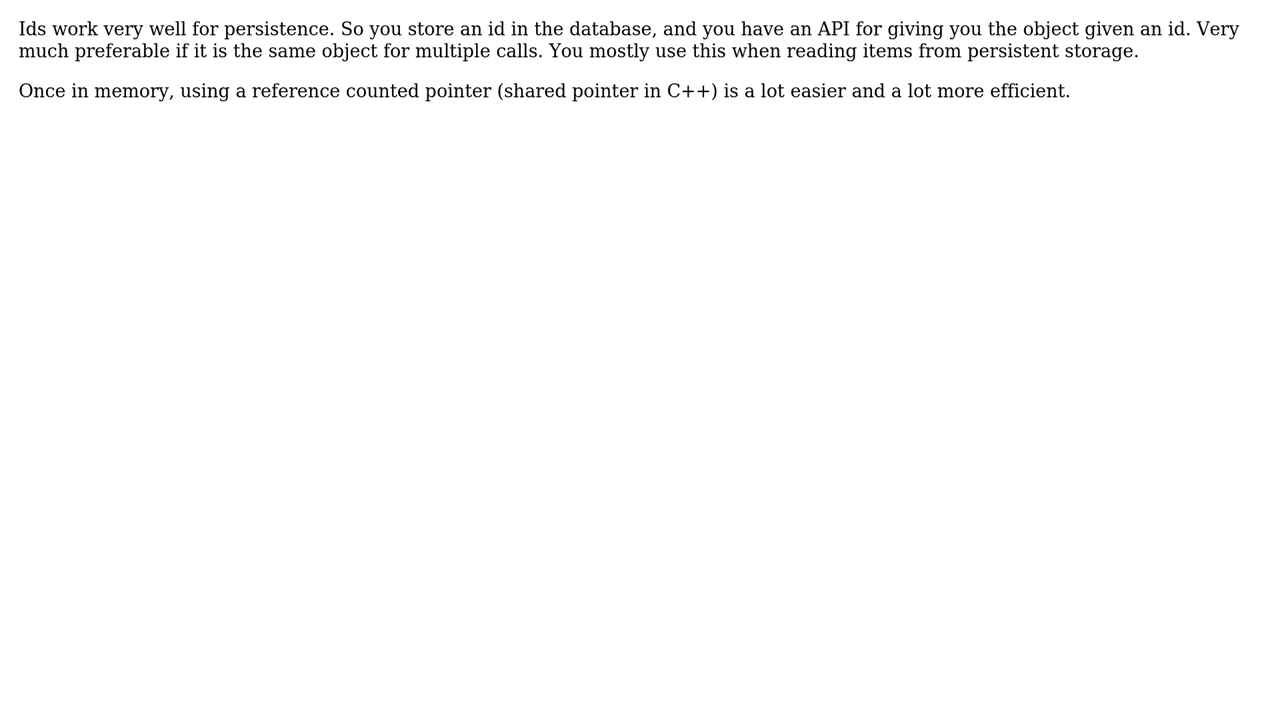 Ids work very well for persistence. So you store an id in the database, and you have an API for giving you the object given an id. Very
much preferable if it is the same object for multiple calls. You mostly use this when reading items from persistent storage.
Once in memory, using a reference counted pointer (shared pointer in C++) is a lot easier and a lot more efficient.